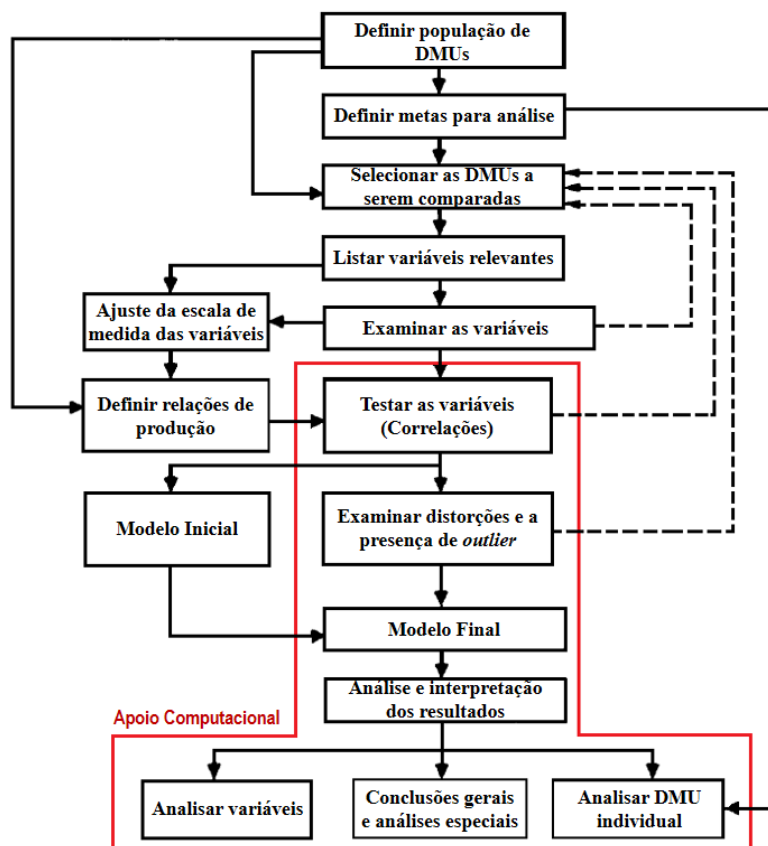 Definir população de
DMUs
Definir metas para análise
Selecionar as DMUs a
serem comparadas
Listar variáveis relevantes
Ajuste da escala de
medida das variáveis
Examinar as variáveis
Definir relações de
produção
Testar as variáveis
(Correlações)
Modelo Inicial
Examinar distorções e a
presença de outlier
Modelo Final
Análise e interpretação
dos resultados
Apoio Computacional
Analisar variáveis
Conclusões gerais
e análises especiais
Analisar DMU
individual